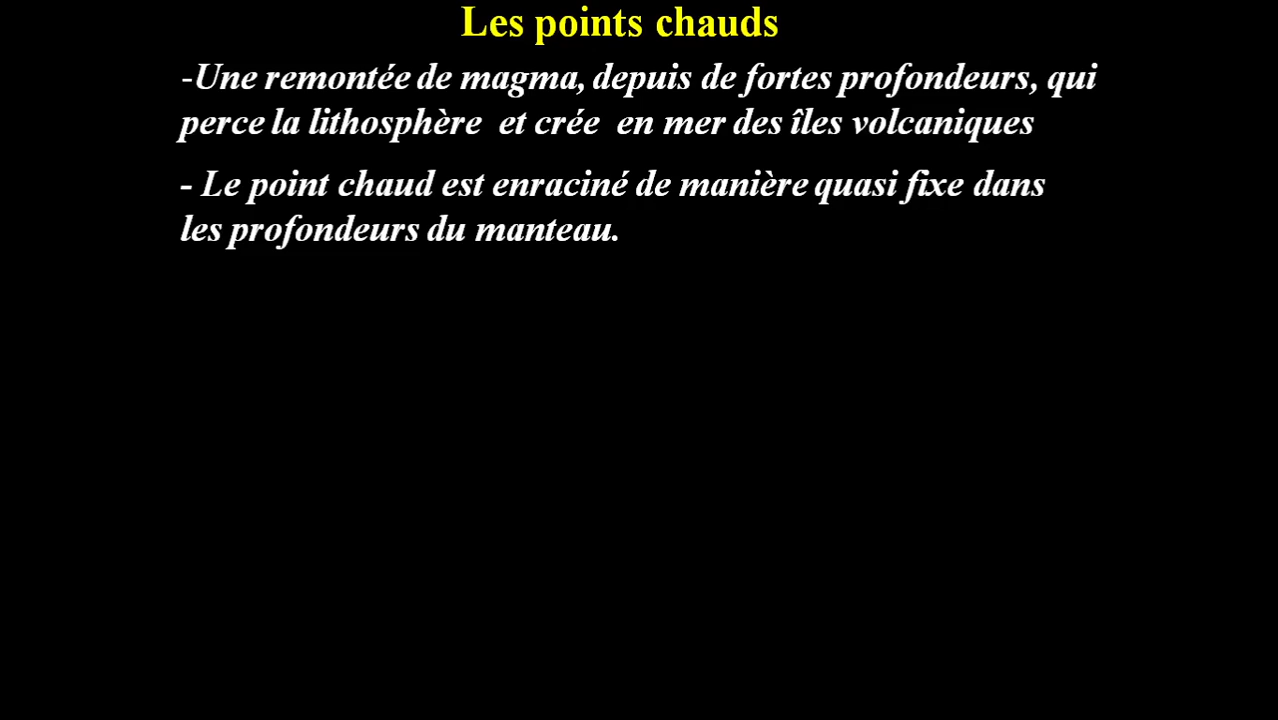 Les points chauds
-Une remontée de magma, depuis de fortes profondeurs, qui
perce la lithosphère et crée en mer des îles volcaniques
- Le point chaud est enraciné de manière quasi fixe dans
les profondeurs du manteau.